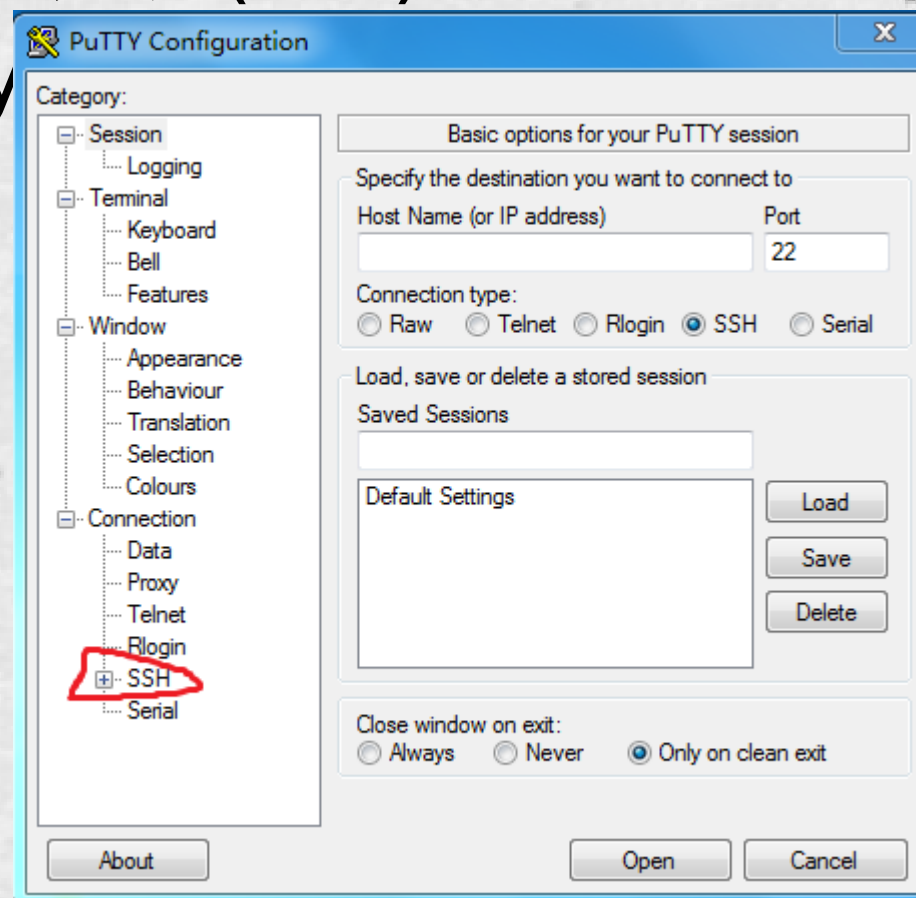 PuTTY Configuration
Category:
Session
Logging
Terminal
Keyboard
Bell
Features
Window
Appearance
Behaviour
Translation
Selection
Colours
Connection
Data
Proxy
Telnet
Rlogin
SSH
Serial
Basic options for your PuTTY session
Specify the destination you want to connect to
Host Name (or IP address) Port
22
Connection type:
Raw Telnet Rlogin SSH Serial
Load, save or delete a stored session
Saved Sessions
Default Settings
Load
Save
Delete
Close window on exit:
Always Never Only on clean exit
About Open Cancel